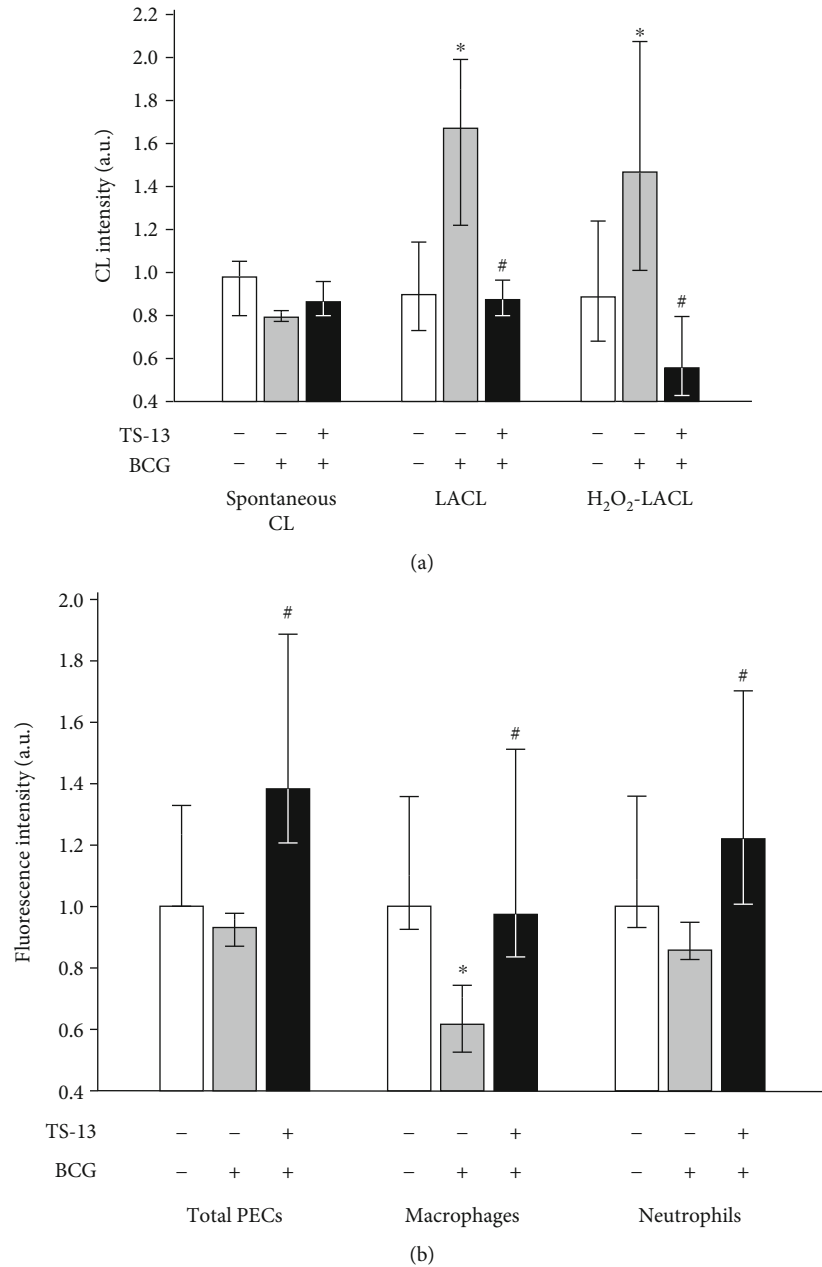 2.2
2.0
1.8
1.6
1.4
1.2
1.0
0.8
0.6
0.4
CL intensity (a.u.)
* * # #
TS-13 – – + – – + – – +
BCG – + + – + + – + +
Spontaneous CL LACL H₂O₂-LACL
(a)
2.0
1.8
1.6
1.4
1.2
1.0
0.8
0.6
0.4
Fluorescence intensity (a.u.)
# # # *
TS-13 – – + – – + – – +
BCG – + + – + + – + +
Total PECs Macrophages Neutrophils
(b)